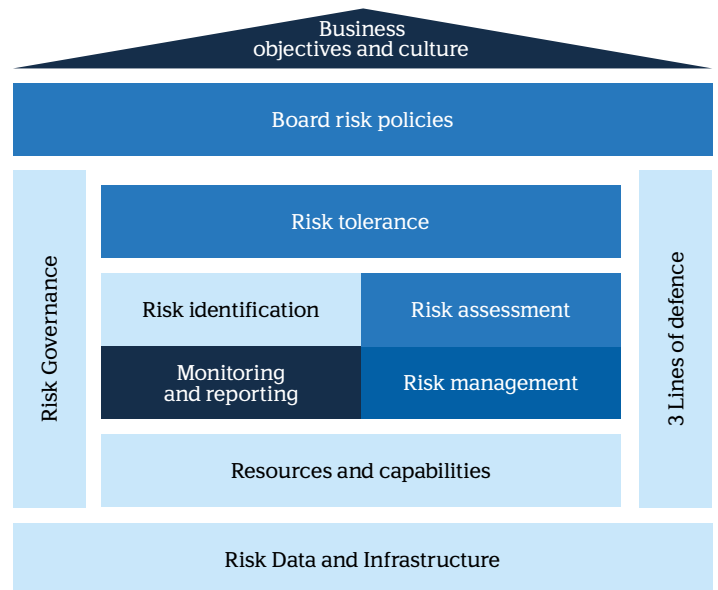 Business
objectives and culture
Board risk policies
Risk Governance
Risk tolerance
Risk identification
Risk assessment
Monitoring
and reporting
Risk management
Resources and capabilities
3 Lines of defence
Risk Data and Infrastructure